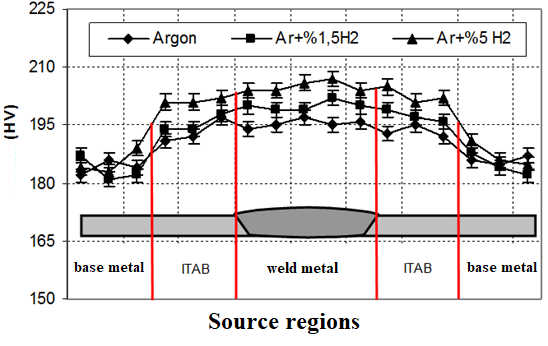 225
Argon Ar+%1,5H2 Ar+%5 H2
210
(HV)
195
180
165
base metal ITAB weld metal ITAB base metal
150
Source regions